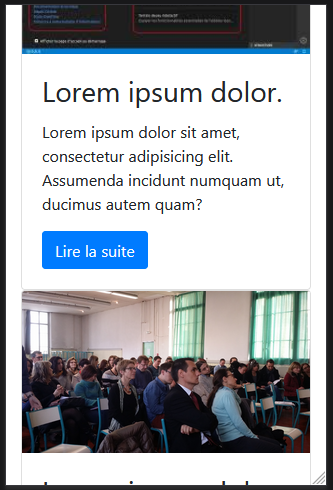 Lorem ipsum dolor.
Lorem ipsum dolor sit amet,
consectetur adipisicing elit.
Assumenda incidunt numquam ut,
ducimus autem quam?
Lire la suite